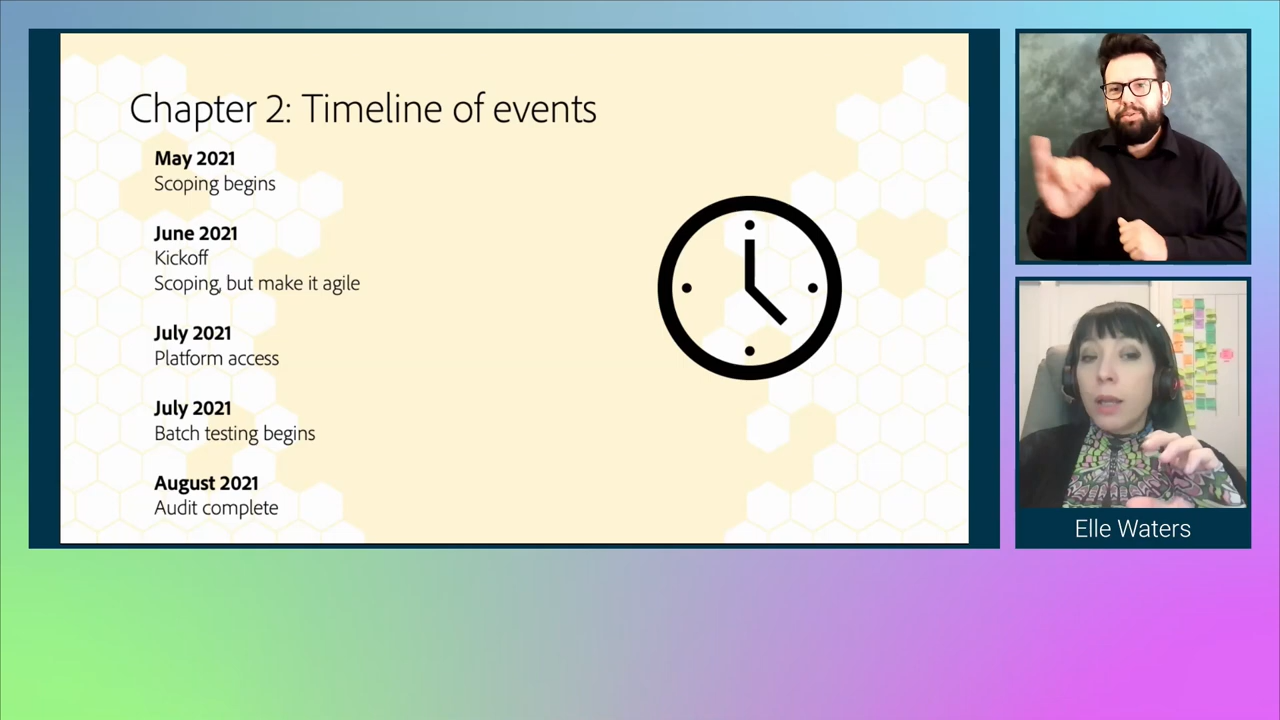 Chapter 2: Timeline of events
May 2021
Scoping begins
June 2021
Kickoff
Scoping, but make it agile
July 2021
Platform access
July 2021
Batch testing begins
August 2021
Audit complete
Elle Waters